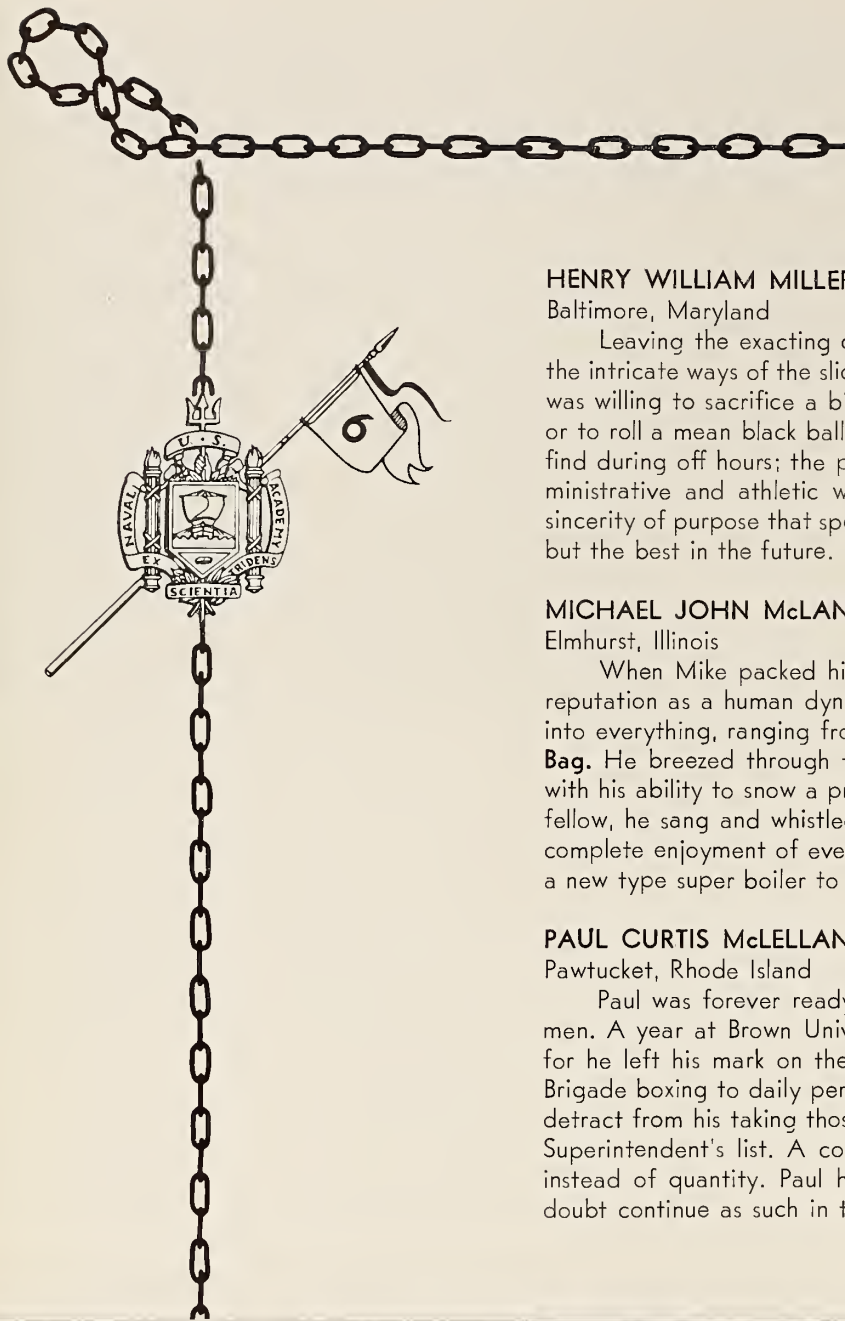 6
U. S.
NAVAL ACADEMY
EX TRIDENS
SCIENTIA
HENRY WILLIAM MILLER
Baltimore, Maryland
Leaving the exacting
the intricate ways of the slic
was willing to sacrifice a b
or to roll a mean black ball
find during off hours; the p
ministrative and athletic w
sincerity of purpose that spe
but the best in the future.
MICHAEL JOHN McLAN
Elmhurst, Illinois
When Mike packed hi
reputation as a human dyn
into everything, ranging fro
Bag. He breezed through
with his ability to snow a pr
fellow, he sang and whistle
complete enjoyment of eve
a new type super boiler to
PAUL CURTIS McLELLAN
Pawtucket, Rhode Island
Paul was forever ready
men. A year at Brown Univ
for he left his mark on the
Brigade boxing to daily per
detract from his taking thos
Superintendent's list. A co
instead of quantity. Paul h
doubt continue as such in t